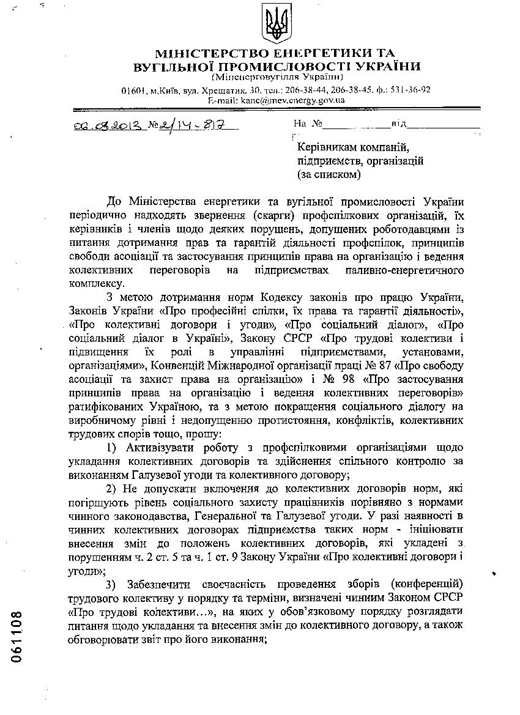 МІНІСТЕРСТВО ЕНЕРГЕТИКИ ТА
ВУГІЛЬНОЇ ПРОМИСЛОВОСТІ УКРАЇНИ
(Міненерговугілля України)
01601, м.Київ, вул. Хрещатик, 30, тел.: 206-38-44, 206-38-45, ф.: 531-36-92
E-mail: kanc@mev.energy.gov.ua
02.08.2013 № 2/14-817 На № від
Керівникам компаній,
підприємств, організацій
(за списком)
До Міністерства енергетики та вугільної промисловості України
періодично надходять звернення (скарги) профспілкових організацій, їх
керівників і членів щодо деяких порушень, допущених роботодавцями із
питання дотримання прав та гарантій діяльності профспілок, принципів
свободи асоціації та застосування принципів права на організацію і ведення
колективних переговорів на підприємствах паливно-енергетичного
комплексу.
З метою дотримання норм Кодексу законів про працю України,
Законів України «Про професійні спілки, їх права та гарантії діяльності»,
«Про колективні договори і угоди», «Про соціальний діалог», «Про
соціальний діалог в Україні», Закону СРСР «Про трудові колективи і
підвищення їх ролі в управлінні підприємствами, установами,
організаціями», Конвенцій Міжнародної організації праці № 87 «Про свободу
асоціації та захист права на організацію» і № 98 «Про застосування
принципів права на організацію і ведення колективних переговорів»
ратифікованих Україною, та з метою покращення соціального діалогу на
виробничому рівні і недопущенню протистояння, конфліктів, колективних
трудових спорів тощо, прошу:
1) Активізувати роботу з профспілковими організаціями щодо
укладання колективних договорів та здійснення спільного контролю за
виконанням Галузевої угоди та колективного договору;
2) Не допускати включення до колективних договорів норм, які
погіршують рівень соціального захисту працівників порівняно з нормами
чинного законодавства, Генеральної та Галузевої угоди. У разі наявності в
чинних колективних договорах підприємства таких норм - ініціювати
внесення змін до положень колективних договорів, які укладені з
порушенням ч. 2 ст. 5 та ч. 1 ст. 9 Закону України «Про колективні договори і
угоди»;
3) Забезпечити своєчасність проведення зборів (конференцій)
трудового колективу у порядку та терміни, визначені чинним Законом СРСР
«Про трудові колективи…», на яких у обов’язковому порядку розглядати
питання щодо укладання та внесення змін до колективного договору, а також
обговорювати звіт про його виконання;
061108